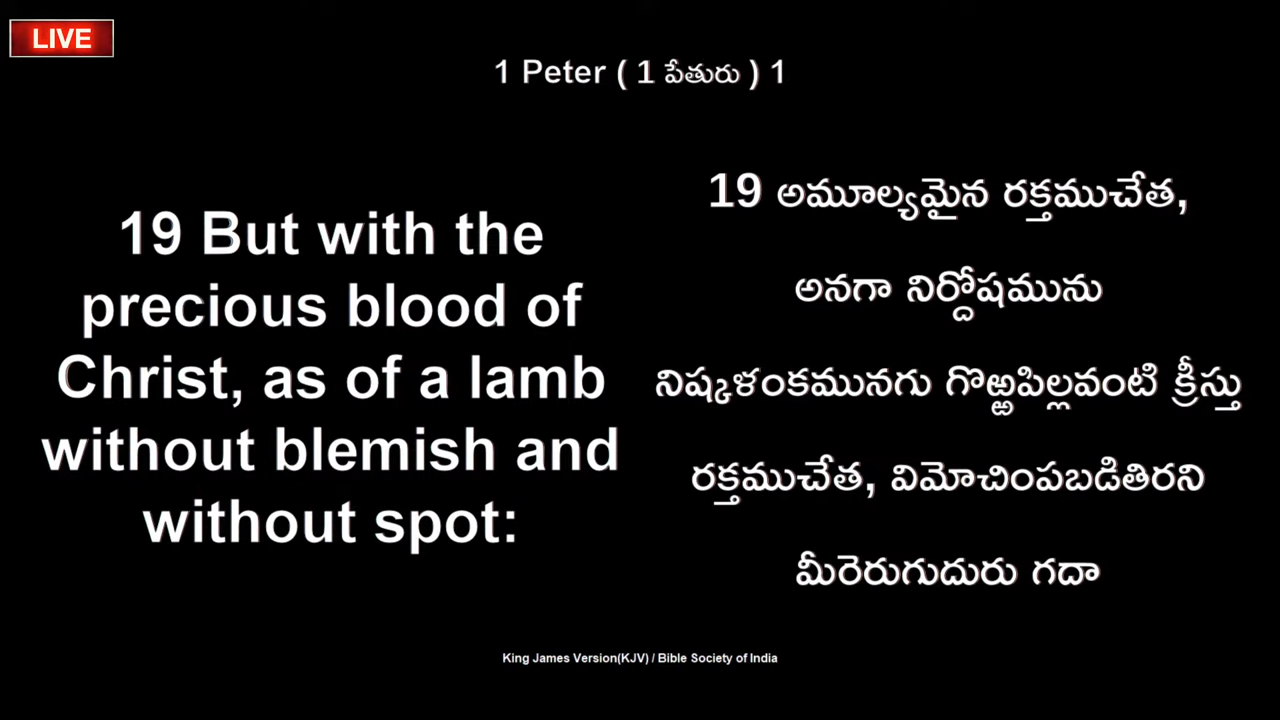 LIVE
1 Peter ( 1 పేతురు ) 1
19 But with the
precious blood of
Christ, as of a lamb
without blemish and
without spot:
19 అమూల్యమైన రక్తముచేత,
అనగా నిర్దోషమును
నిష్కళంకమునగు గొఱ్ఱపిల్లవంటి క్రీస్తు
రక్తముచేత, విమోచింపబడితిరని
మీరెరుగుదురు గదా
King James Version(KJV) / Bible Society of India